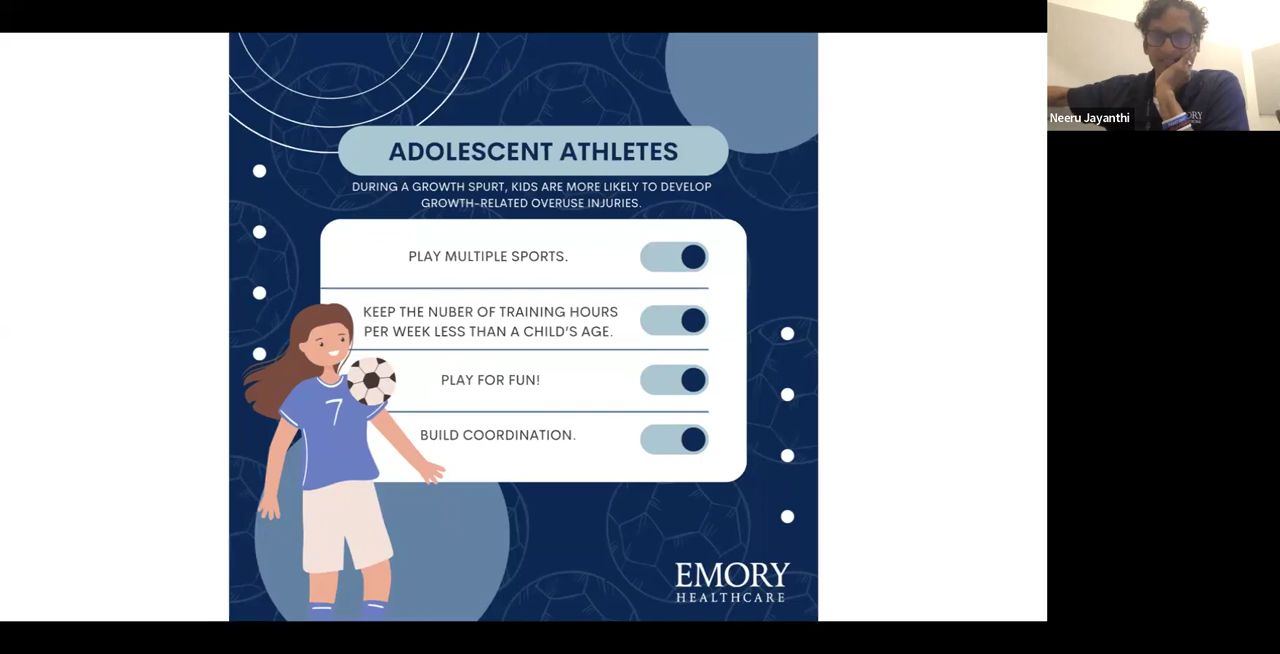 ADOLESCENT ATHLETES
DURING A GROWTH SPURT, KIDS ARE MORE LIKELY TO DEVELOP
GROWTH-RELATED OVERUSE INJURIES.
PLAY MULTIPLE SPORTS.
KEEP THE NUBER OF TRAINING HOURS
PER WEEK LESS THAN A CHILD'S AGE.
PLAY FOR FUN!
BUILD COORDINATION.
7
EMORY
HEALTHCARE
Neeru Jayanthi